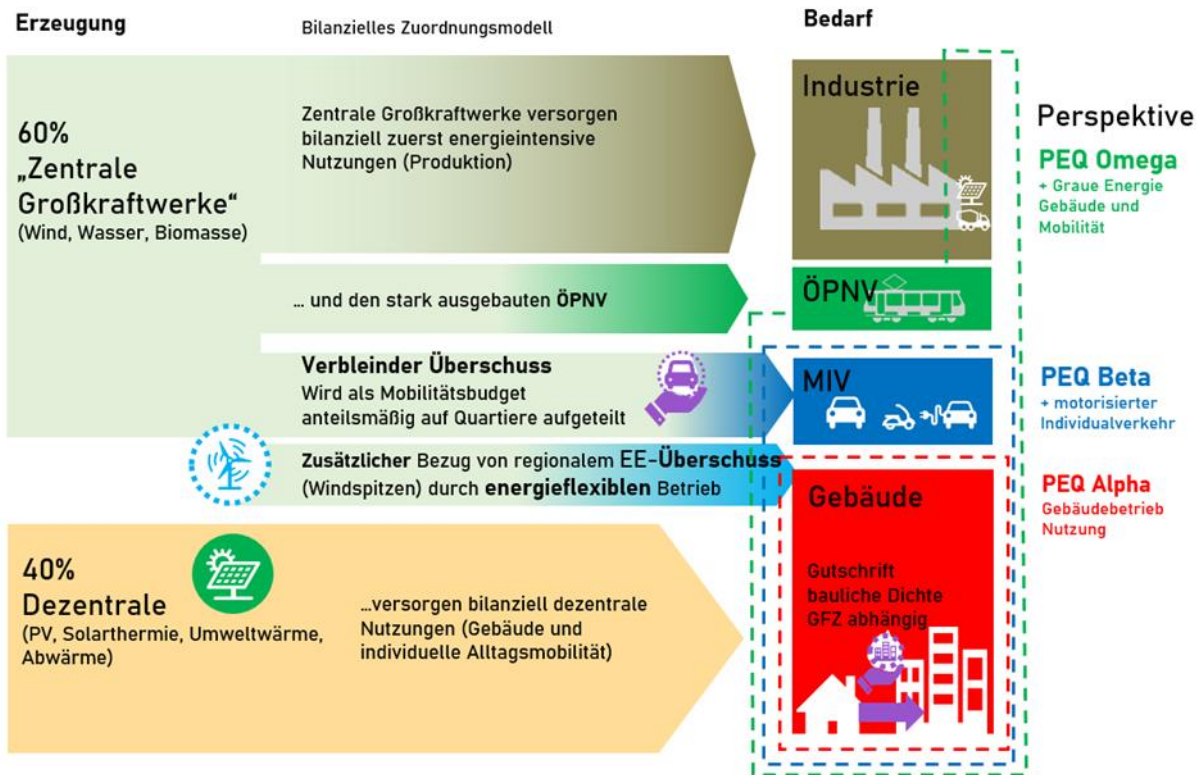 Erzeugung
Bilanzielles Zuordnungsmodell
Bedarf
60%
„Zentrale
Großkraftwerke“
(Wind, Wasser, Biomasse)
Zentrale Großkraftwerke versorgen
bilanziell zuerst energieintensive
Nutzungen (Produktion)
Industrie
Perspektive
PEQ Omega
+ Graue Energie
Gebäude und
Mobilität
... und den stark ausgebauten ÖPNV
ÖPNV
Verbleinder Überschuss
Wird als Mobilitätsbudget
anteilsmäßig auf Quartiere aufgeteilt
MIV
PEQ Beta
+ motorisierter
Individualverkehr
Zusätzlicher Bezug von regionalem EE-Überschuss
(Windspitzen) durch energieflexiblen Betrieb
Gebäude
PEQ Alpha
Gebäudebetrieb
Nutzung
40%
Dezentrale
(PV, Solarthermie, Umweltwärme,
Abwärme)
...versorgen bilanziell dezentrale
Nutzungen (Gebäude und
individuelle Alltagsmobilität)
Gutschrift
bauliche Dichte
GFZ abhängig